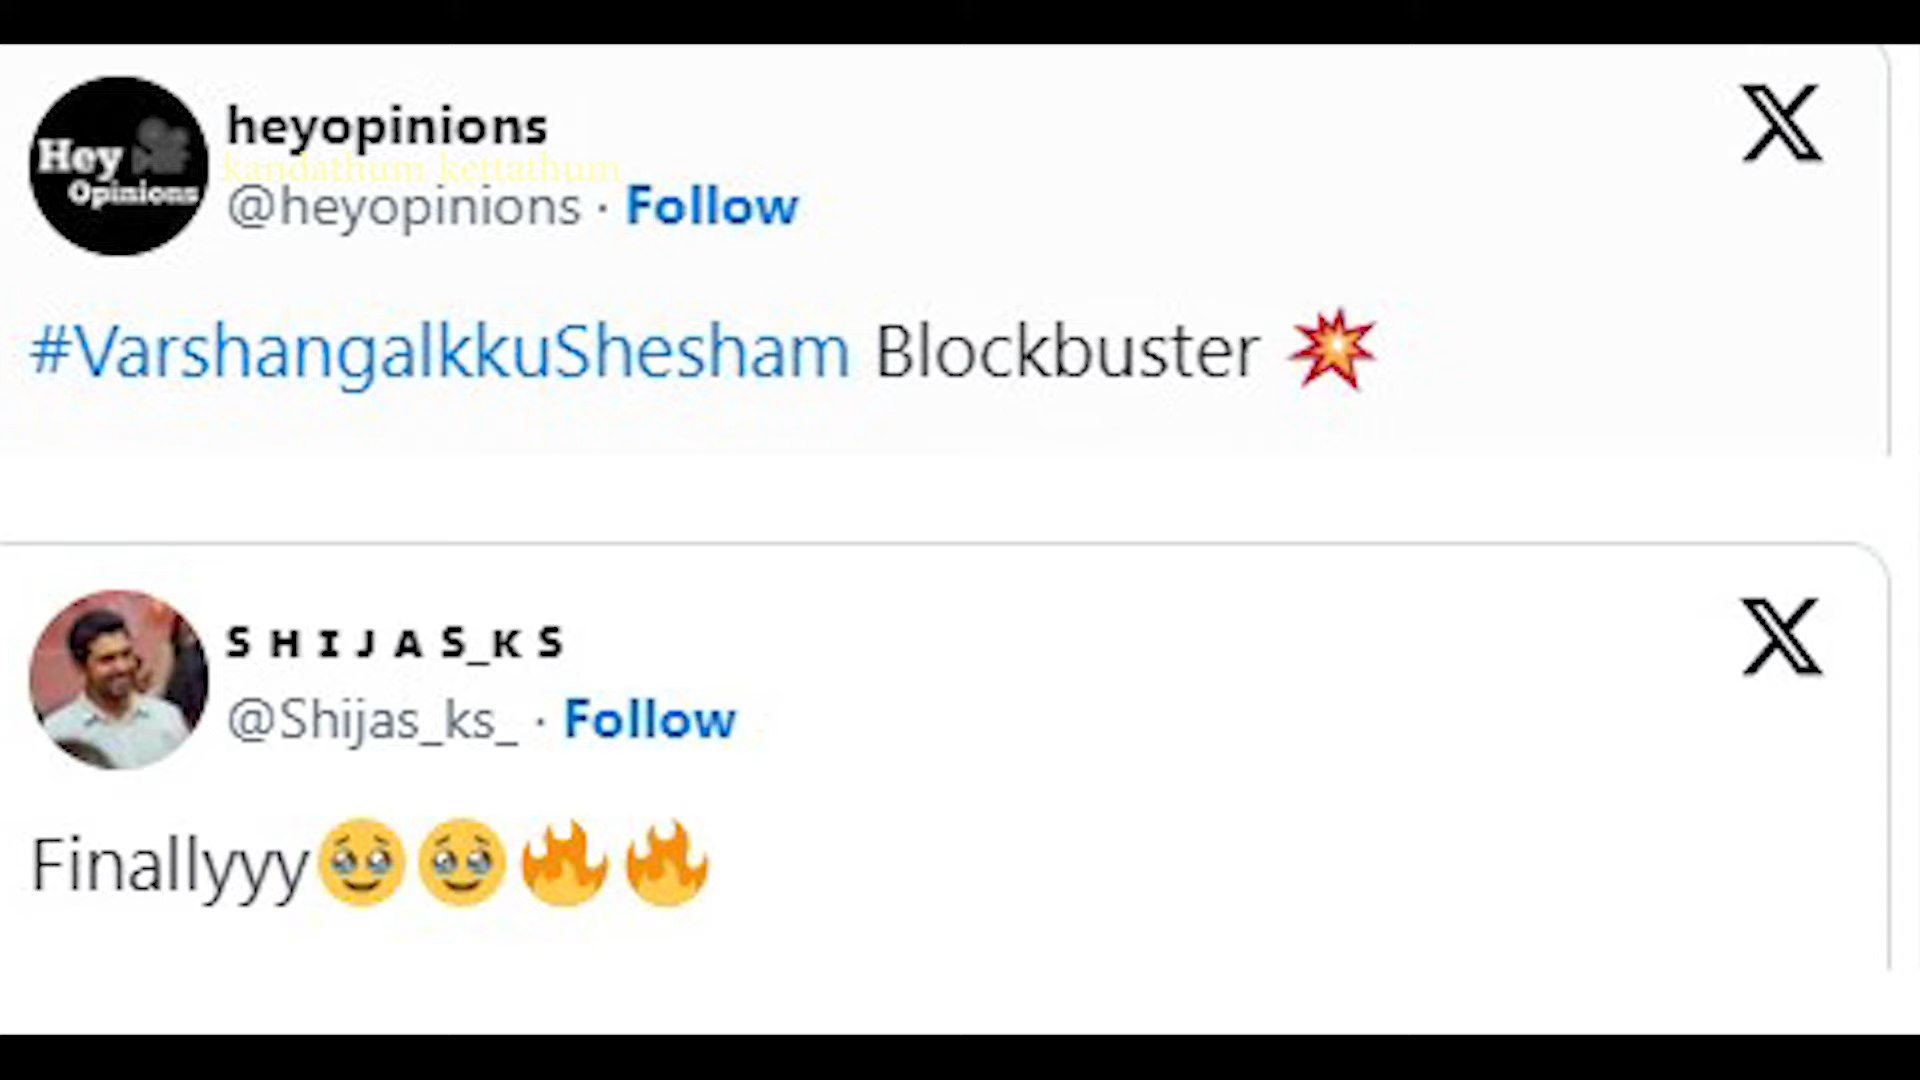 Hey
Opinions
heyopinions
kandathum kettathum
@heyopinions · Follow
#VarshangalkkuShesham Blockbuster 💥
S H I J A S_K S
@Shijas_ks_ · Follow
Finallyyy🥹🥹🔥🔥